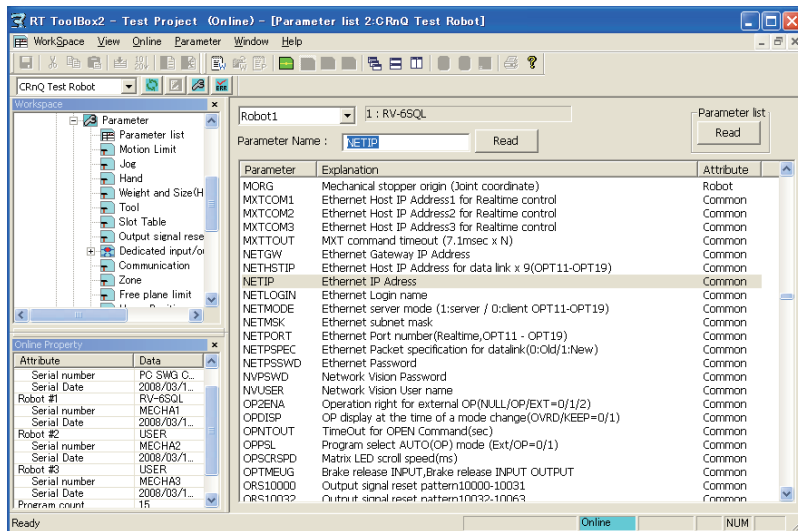 RT ToolBox2 - Test Project (Online) - [Parameter list 2:CRnQ Test Robot]
WorkSpace View Online Parameter Window Help
CRnQ Test Robot
Workspace
Parameter
Parameter list
Motion Limit
Jog
Hand
Weight and Size(H
Tool
Slot Table
Output signal rese
Dedicated input/ou
Communication
Zone
Free plane limit
Online Property
Attribute Data
Serial number PC SWG C...
Serial Date 2008/03/1...
Robot #1 RV-6SQL
Serial number MECHA1
Serial Date 2008/03/1...
Robot #2 USER
Serial number MECHA2
Serial Date 2008/03/1...
Robot #3 USER
Serial number MECHA3
Serial Date 2008/03/1...
Program count 15
Robot1 1 : RV-6SQL
Parameter Name : NETIP Read
Parameter list
Read
Parameter Explanation Attribute
MORG Mechanical stopper origin (Joint coordinate) Robot
MXTCOM1 Ethernet Host IP Address1 for Realtime control Common
MXTCOM2 Ethernet Host IP Address2 for Realtime control Common
MXTCOM3 Ethernet Host IP Address3 for Realtime control Common
MXTTOUT MXT command timeout (7.1msec x N) Common
NETGW Ethernet Gateway IP Address Common
NETHSTIP Ethernet Host IP Address for data link x 9(OPT11-OPT19) Common
NETIP Ethernet IP Adress Common
NETLOGIN Ethernet Login name Common
NETMODE Ethernet server mode (1:server / 0:client OPT11-OPT19) Common
NETMSK Ethernet subnet mask Common
NETPORT Ethernet Port number(Realtime,OPT11 - OPT19) Common
NETPSPEC Ethernet Packet specification for datalink(0:Old/1:New) Common
NETPSSWD Ethernet Password Common
NVPSWD Network Vision Password Common
NVUSER Network Vision User name Common
OP2ENA Operation right for external OP(NULL/OP/EXT=0/1/2) Common
OPDISP OP display at the time of a mode change(OVRD/KEEP=0/1) Common
OPNTOUT TimeOut for OPEN Command(sec) Common
OPPSL Program select AUTO(OP) mode (Ext/OP=0/1) Common
OPSCRSPD Matrix LED scroll speed(ms) Common
OPTMEUG Brake release INPUT,Brake release INPUT OUTPUT Common
ORS10000 Output signal reset pattern10000-10031 Common
ORS10032 Output signal reset pattern10032-10063 Common
Ready Online NUM